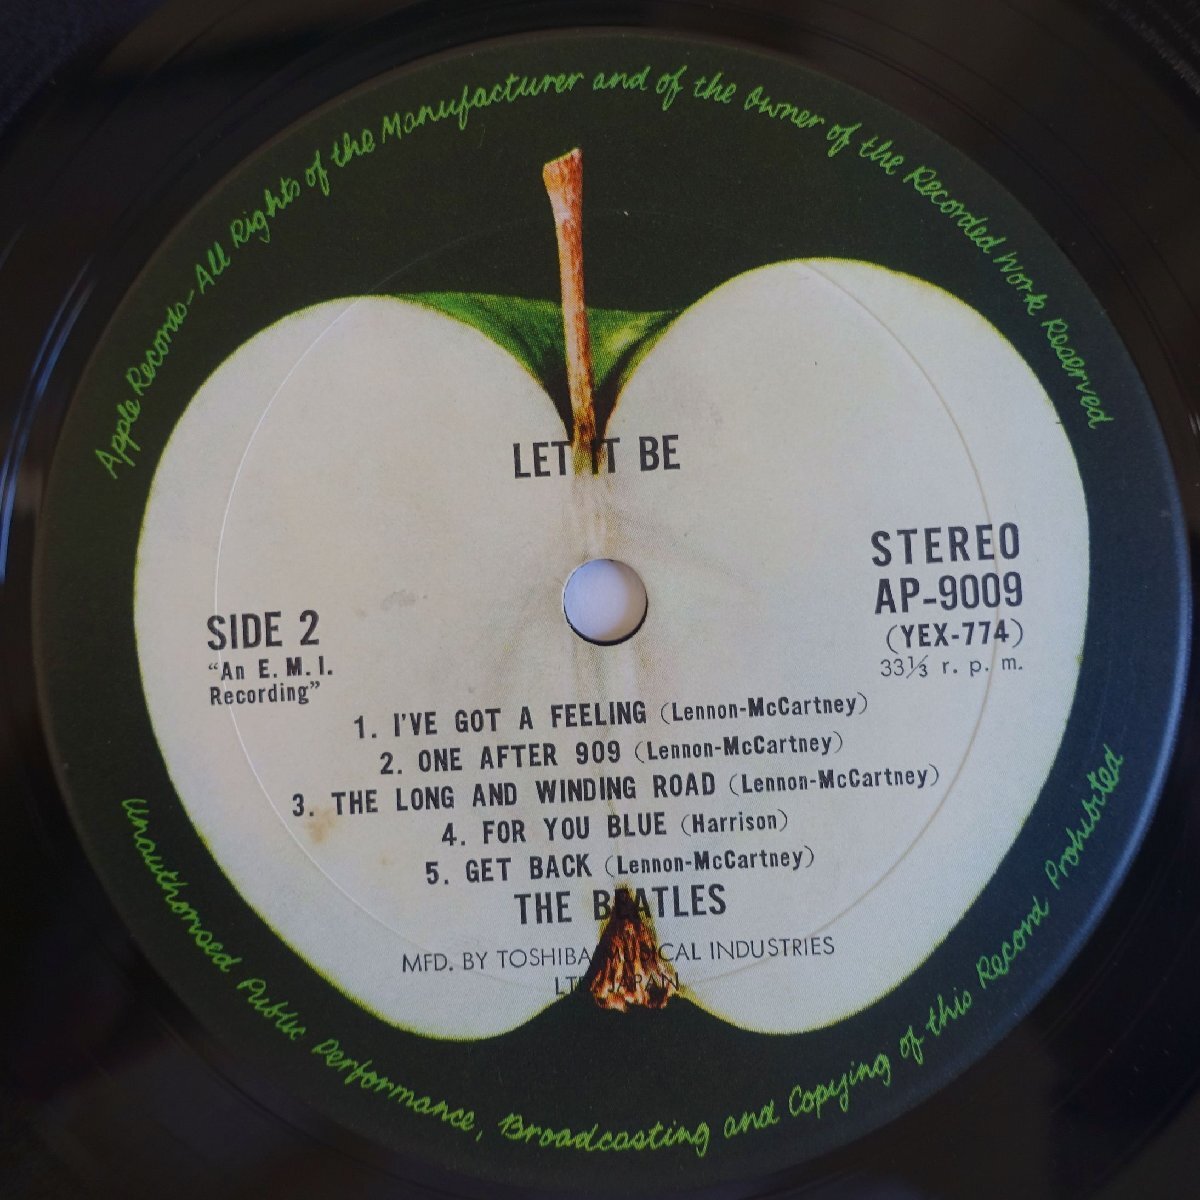 Apple Records-All Rights of the Manufacturer and of the Owner of the Recorded Work Reserved
LET IT BE
STEREO
AP-9009
(YEX-774)
33⅓ r. p. m.
SIDE 2
“An E. M. I.
Recording”
1. I'VE GOT A FEELING (Lennon-McCartney)
2. ONE AFTER 909 (Lennon-McCartney)
3. THE LONG AND WINDING ROAD (Lennon-McCartney)
4. FOR YOU BLUE (Harrison)
5. GET BACK (Lennon-McCartney)
THE BEATLES
MFD. BY TOSHIBA MUSICAL INDUSTRIES
LTD. JAPAN
Unauthorised Public Performance, Broadcasting and Copying of this Record Prohibited